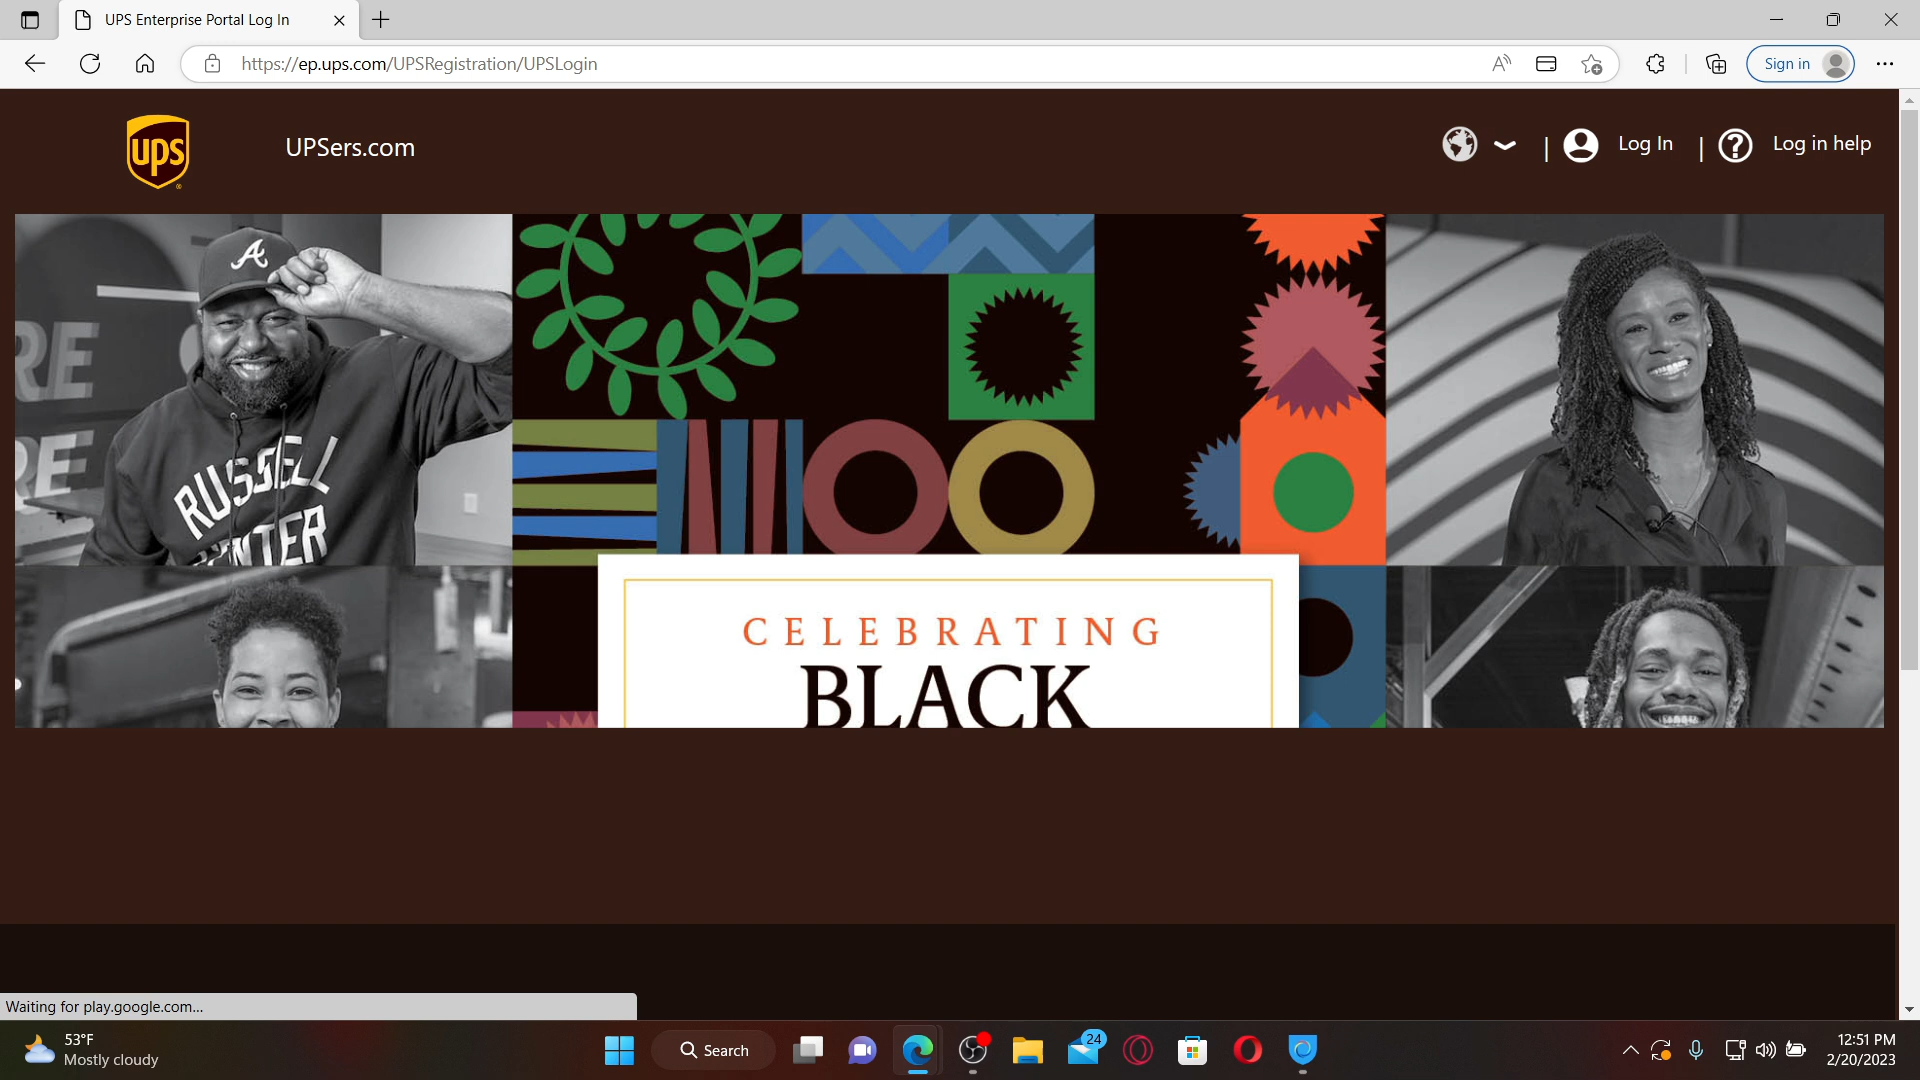 UPS Enterprise Portal Log In
https://ep.ups.com/UPSRegistration/UPSLogin
Sign in
ups
UPSers.com
Log In
Log in help
A
RE
RE
RUSSELL
CELEBRATING
BLACK
Waiting for play.google.com...
53°F
Mostly cloudy
Search
24
12:51 PM
2/20/2023